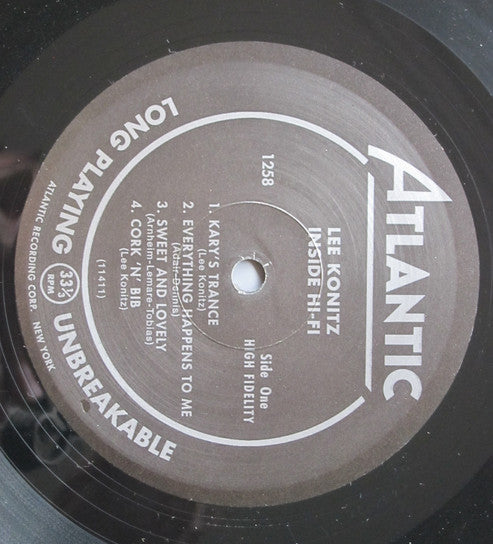 ATLANTIC
LEE KONITZ
INSIDE HI-FI
1258
Side One
HIGH FIDELITY
1. KARY'S TRANCE
(Lee Konitz)
2. EVERYTHING HAPPENS TO ME
(Adair-Dennis)
3. SWEET AND LOVELY
(Arnheim-Lemare-Tobias)
4. CORK 'N' BIB
(Lee Konitz)
(11411)
LONG PLAYING 33⅓ RPM UNBREAKABLE
ATLANTIC RECORDING CORP. NEW YORK